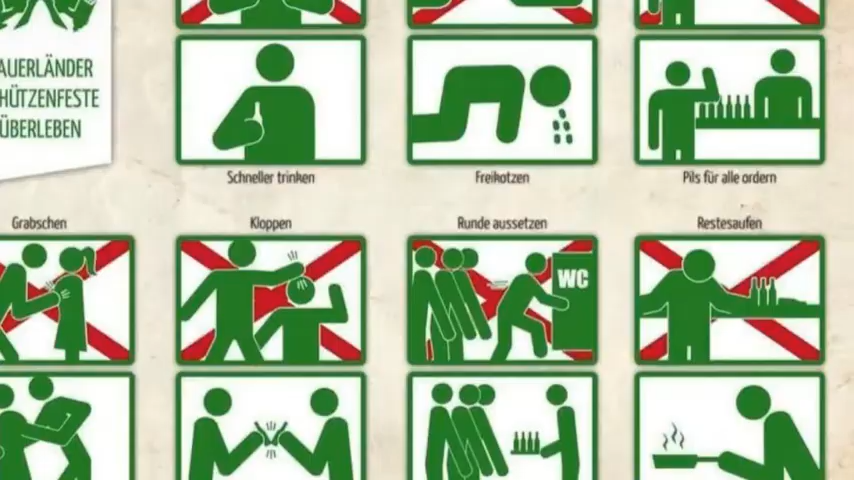 AUERLÄNDER
HÜTZENFESTE
ÜBERLEBEN
Schneller trinken
Freikotzen
Pils für alle ordern
Grabschen
Kloppen
Runde aussetzen
Restesaufen
WC